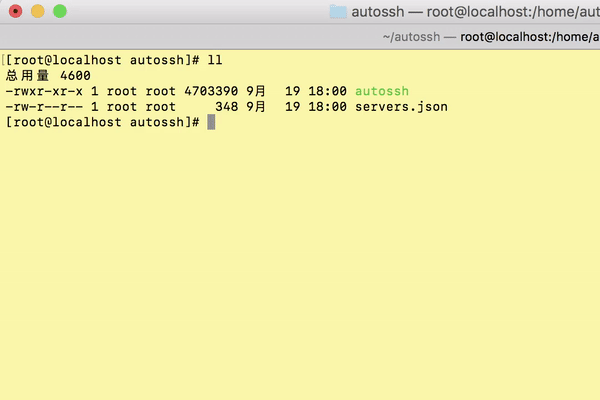 autossh — root@localhost:/home/aut
~/autossh — root@localhost:/home/a
[root@localhost autossh]# ll
总用量 4600
-rwxr-xr-x 1 root root 4703390 9月  19 18:00 autossh
-rw-r--r-- 1 root root     348 9月  19 18:00 servers.json
[root@localhost autossh]#